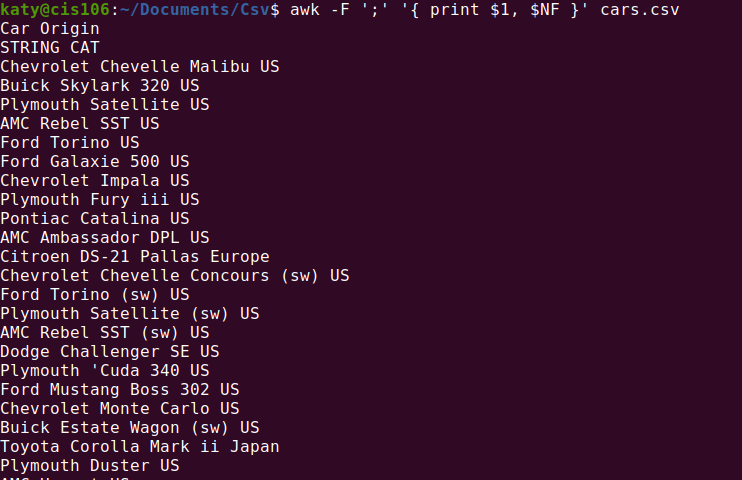 katy@cis106:~/Documents/Csv$ awk -F ';' '{ print $1, $NF }' cars.csv
Car Origin
STRING CAT
Chevrolet Chevelle Malibu US
Buick Skylark 320 US
Plymouth Satellite US
AMC Rebel SST US
Ford Torino US
Ford Galaxie 500 US
Chevrolet Impala US
Plymouth Fury iii US
Pontiac Catalina US
AMC Ambassador DPL US
Citroen DS-21 Pallas Europe
Chevrolet Chevelle Concours (sw) US
Ford Torino (sw) US
Plymouth Satellite (sw) US
AMC Rebel SST (sw) US
Dodge Challenger SE US
Plymouth 'Cuda 340 US
Ford Mustang Boss 302 US
Chevrolet Monte Carlo US
Buick Estate Wagon (sw) US
Toyota Corolla Mark ii Japan
Plymouth Duster US